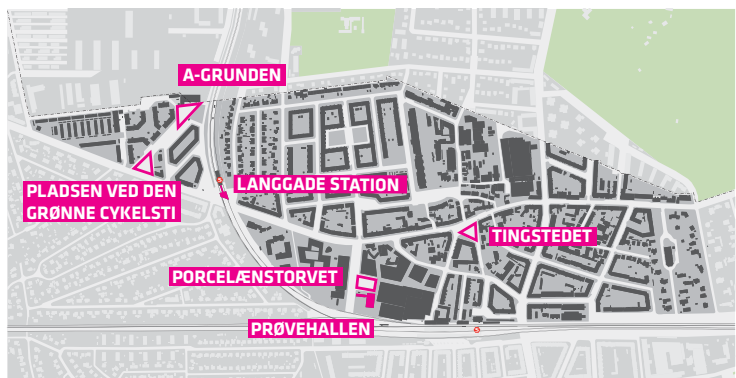 A-GRUNDEN
PLADSEN VED DEN
GRØNNE CYKELSTI
LANGGADE STATION
TINGSTEDET
PORCELÆNSTORVET
PRØVEHALLEN